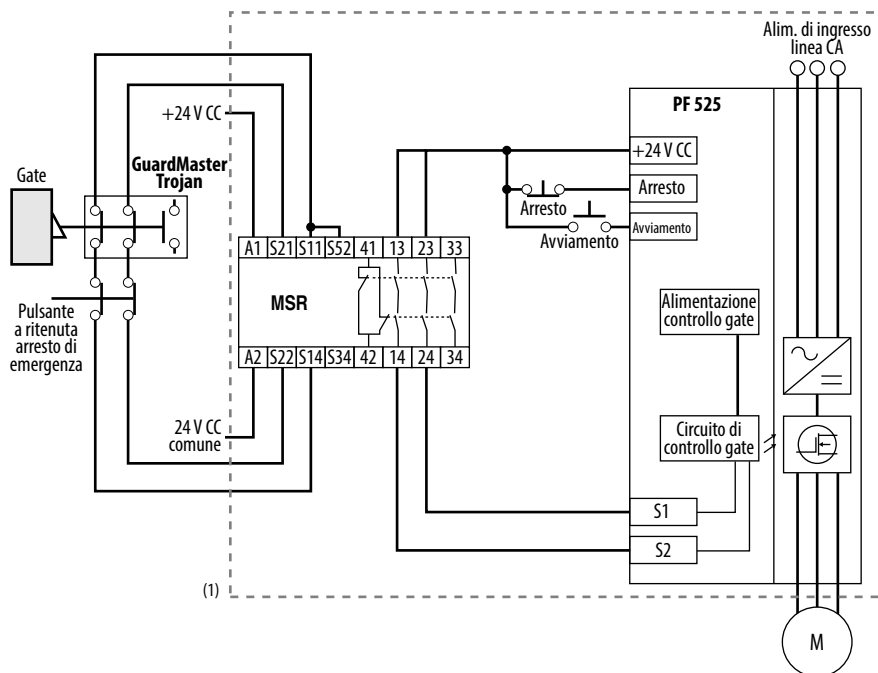 Alim. di ingresso
linea CA
PF 525
+24 V CC
+24 V CC
GuardMaster
Trojan
Gate
Arresto
Arresto
Avviamento
Avviamento
A1 S21 S11 S52 41 13 23 33
MSR
Alimentazione
controllo gate
Pulsante
a ritenuta
arresto di
emergenza
A2 S22 S14 S34 42 14 24 34
24 V CC
comune
Circuito di
controllo gate
S1
S2
(1)
M